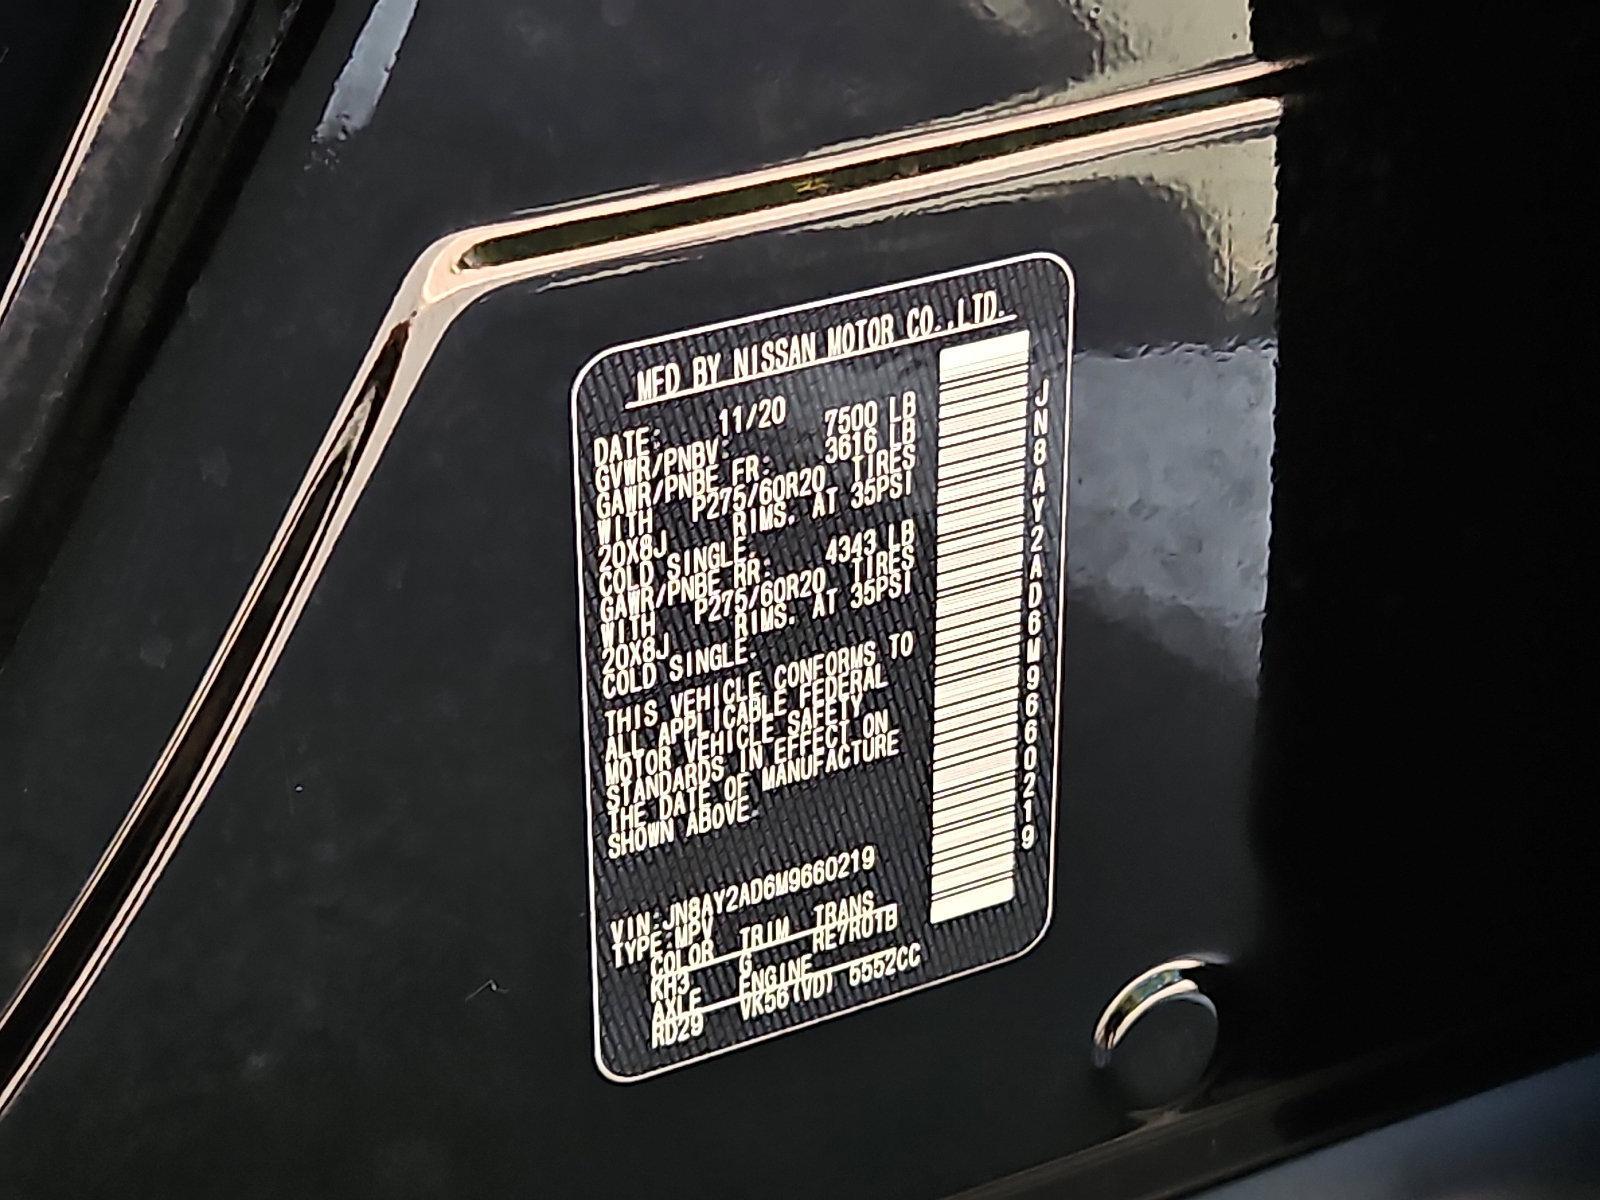 MFD BY NISSAN MOTOR CO.,LTD.
DATE: 11/20
GVWR/PNBV: 7500 LB
GAWR/PNBE FR: 3616 LB
WITH P275/60R20 TIRES
20X8J RIMS. AT 35PSI
COLD SINGLE.
GAWR/PNBE RR: 4343 LB
WITH P275/60R20 TIRES
20X8J RIMS. AT 35PSI
COLD SINGLE.
THIS VEHICLE CONFORMS TO
ALL APPLICABLE FEDERAL
MOTOR VEHICLE SAFETY
STANDARDS IN EFFECT ON
THE DATE OF MANUFACTURE
SHOWN ABOVE.
VIN:JN8AY2AD6M9660219
TYPE:MPV
COLOR TRIM TRANS
KH3 G RE7R01B
AXLE ENGINE
RD29 VK56(VD) 5552CC
JN8AY2AD6M9660219